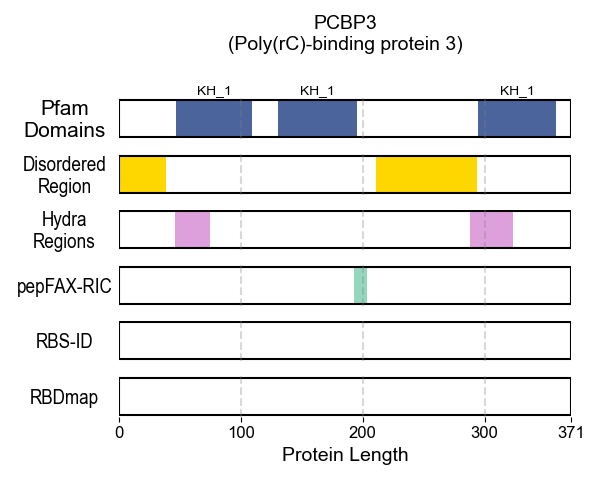 PCBP3
(Poly(rC)-binding protein 3)
KH_1 KH_1 KH_1
Pfam
Domains
Disordered
Region
Hydra
Regions
pepFAX-RIC
RBS-ID
RBDmap
0 100 200 300 371
Protein Length